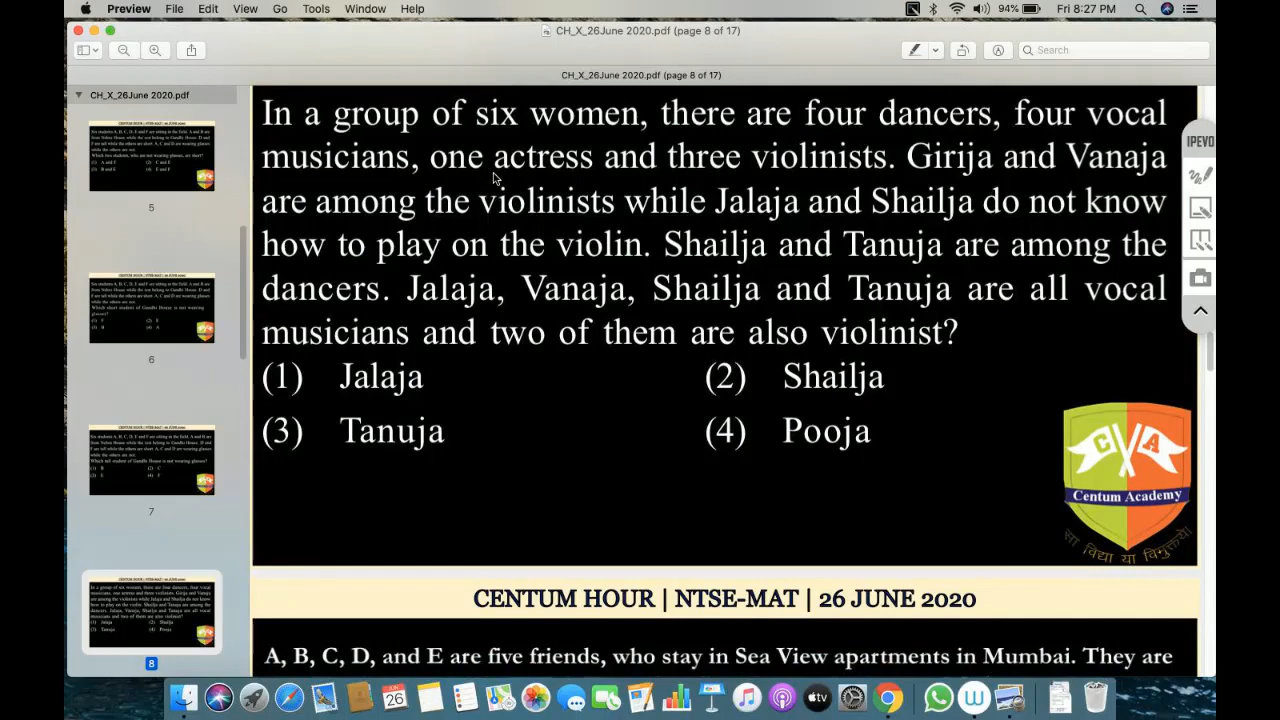 Preview File Edit View Go Tools Window Help 94% Fri 8:27 PM
CH_X_26June 2020.pdf (page 8 of 17)
Search
CH_X_26June 2020.pdf (page 8 of 17)
CH_X_26June 2020.pdf
5
6
7
8
In a group of six women, there are four dancers, four vocal
musicians, one actress and three violinists. Girija and Vanaja
are among the violinists while Jalaja and Shailja do not know
how to play on the violin. Shailja and Tanuja are among the
dancers. Jalaja, Vanaja, Shailja and Tanuja are all vocal
musicians and two of them are also violinist?
(1) Jalaja (2) Shailja
(3) Tanuja (4) Pooja
C A
Centum Academy
सा विद्या या विमुक्तये
IPEVO
CENTUM HOUR | NTSE-MAT | 26 JUNE 2020
A, B, C, D, and E are five friends, who stay in Sea View apartments in Mumbai. They are
JUN
26
tv
W